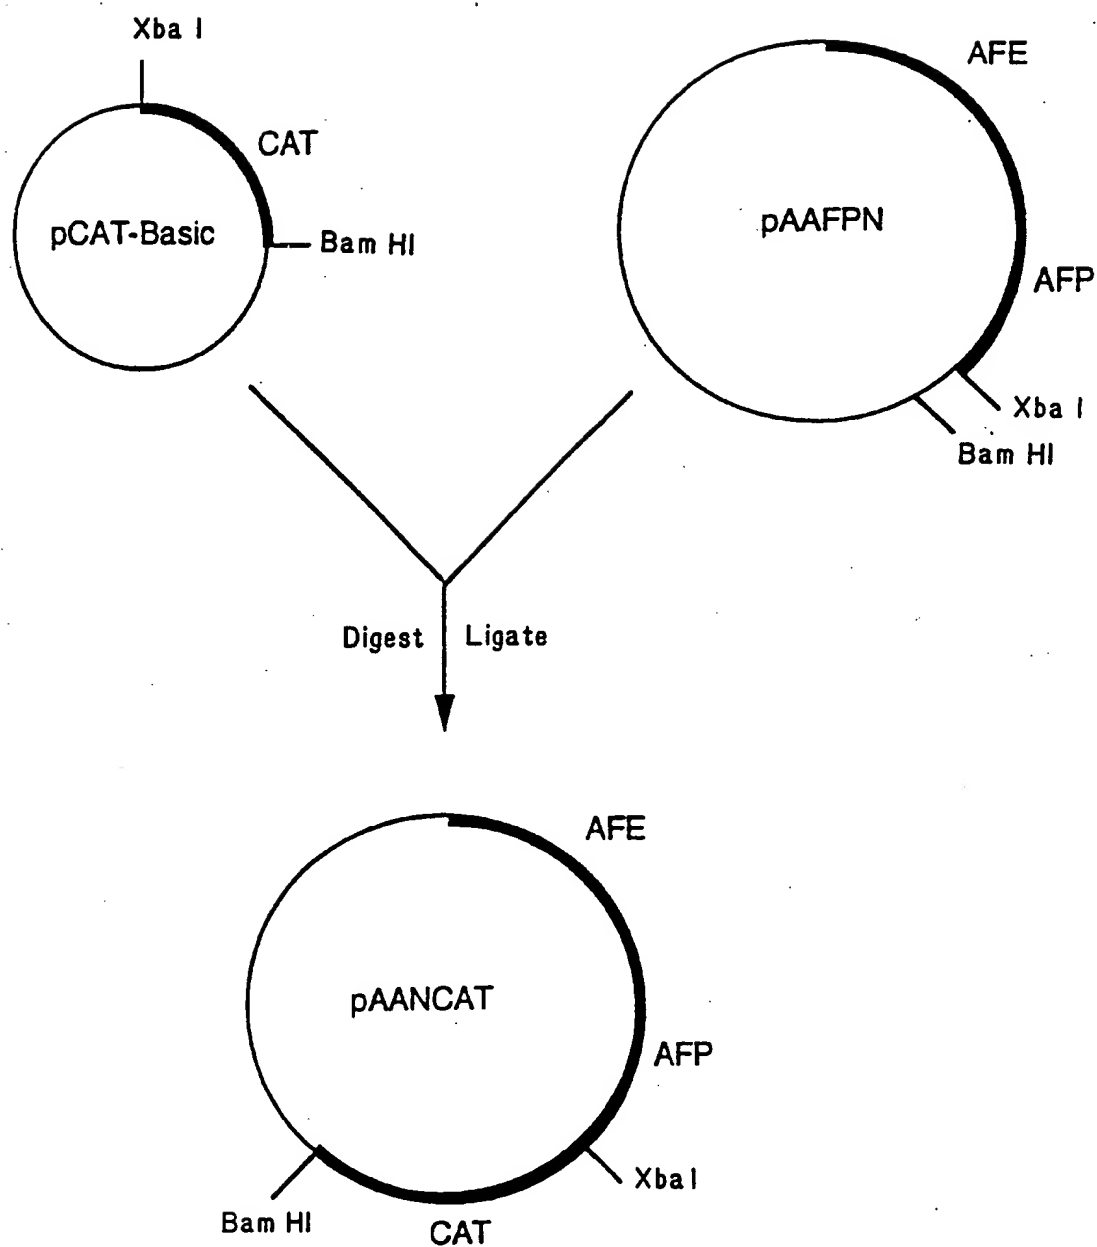 Xba I
CAT
pCAT-Basic
Bam HI
AFE
pAAFPN
AFP
Xba I
Bam HI
Digest
Ligate
AFE
pAANCAT
AFP
Xba I
Bam HI
CAT